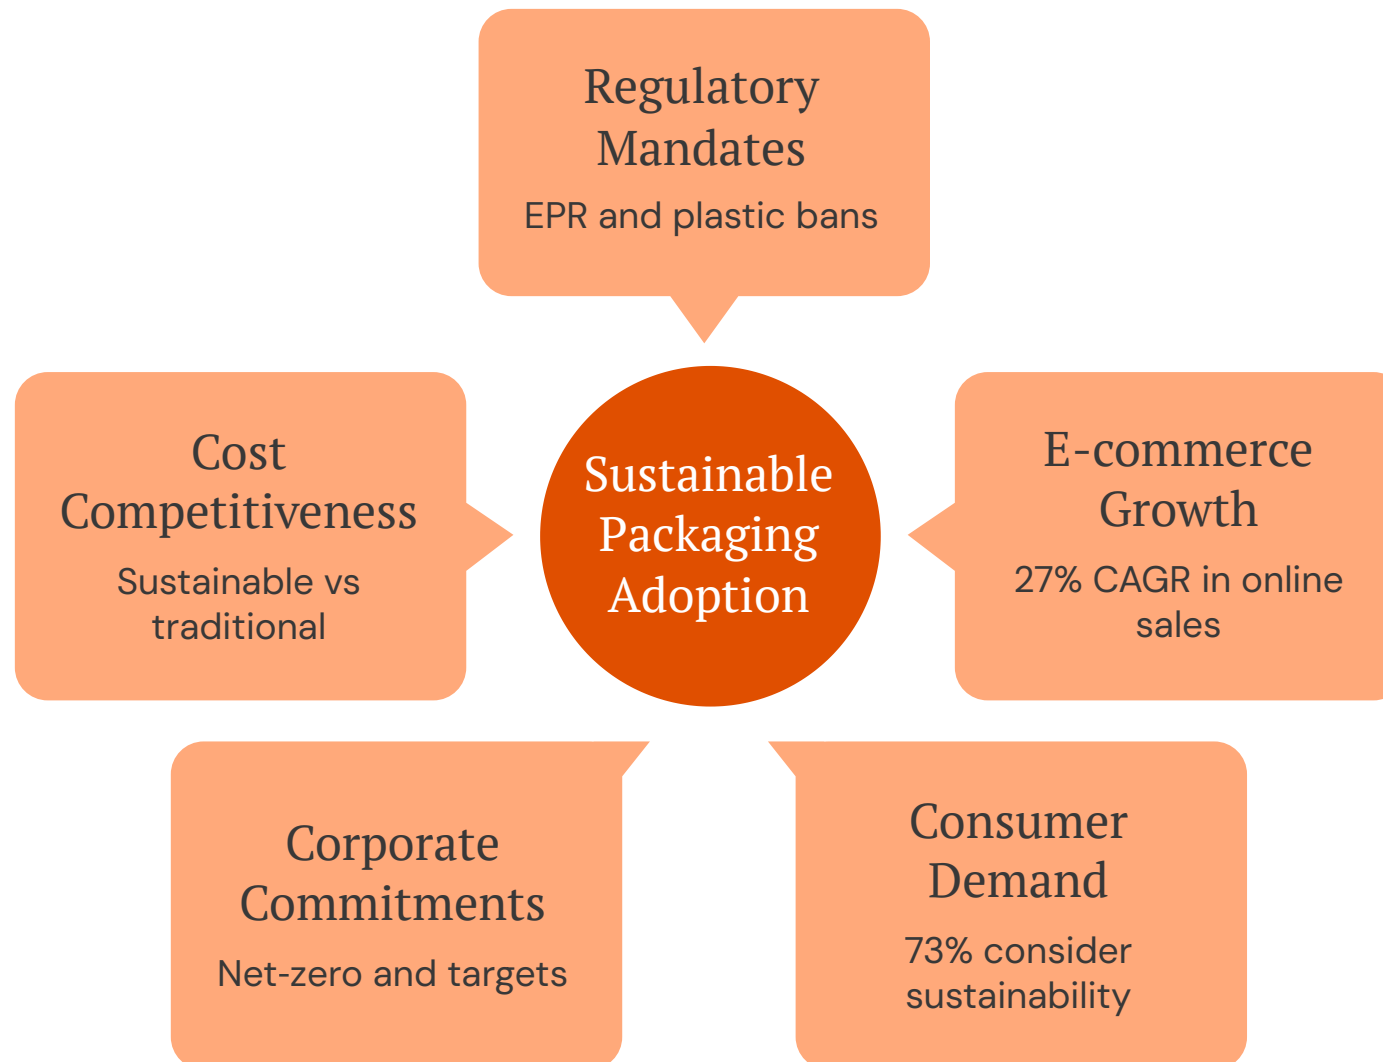 Regulatory
Mandates
EPR and plastic bans
Cost
Competitiveness
Sustainable vs
traditional
Sustainable
Packaging
Adoption
E-commerce
Growth
27% CAGR in online
sales
Corporate
Commitments
Net-zero and targets
Consumer
Demand
73% consider
sustainability